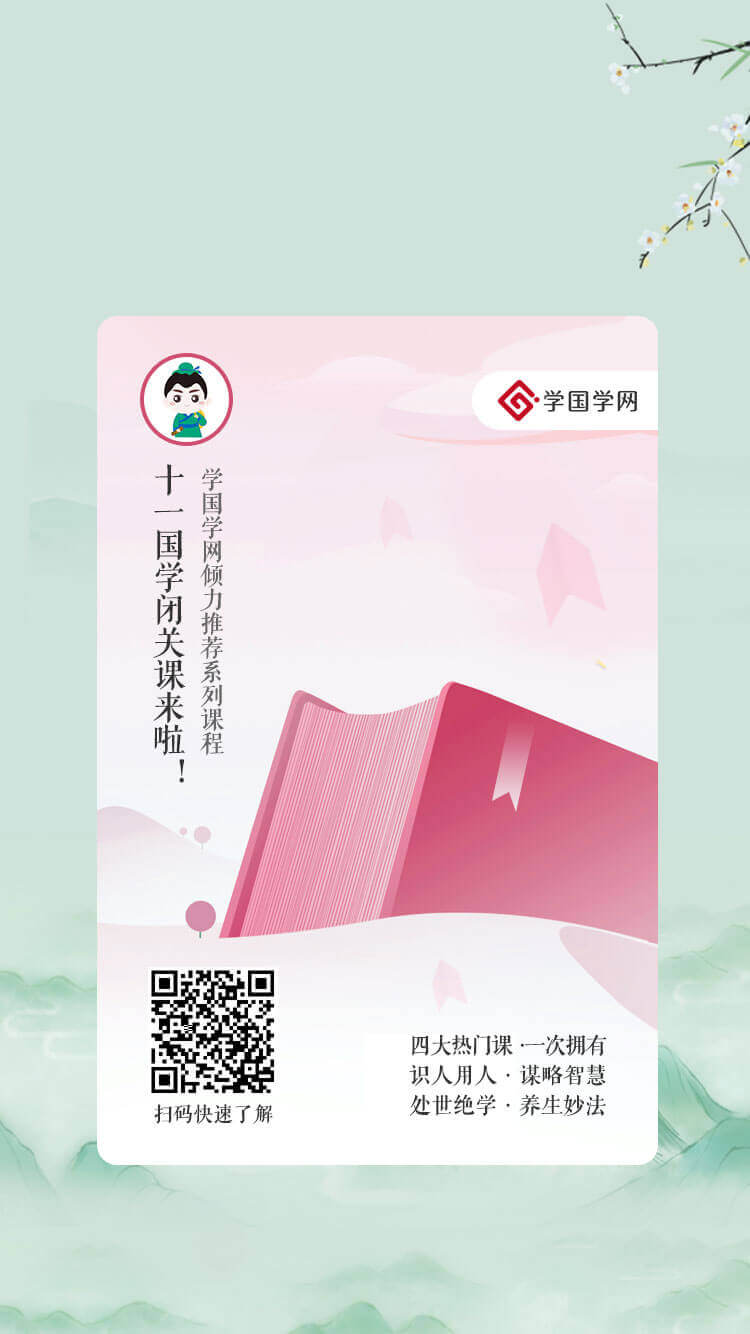 学国学网
学国学网倾力推荐系列课程
十一国学闭关课来啦！
四大热门课·一次拥有
识人用人·谋略智慧
处世绝学·养生妙法
扫码快速了解